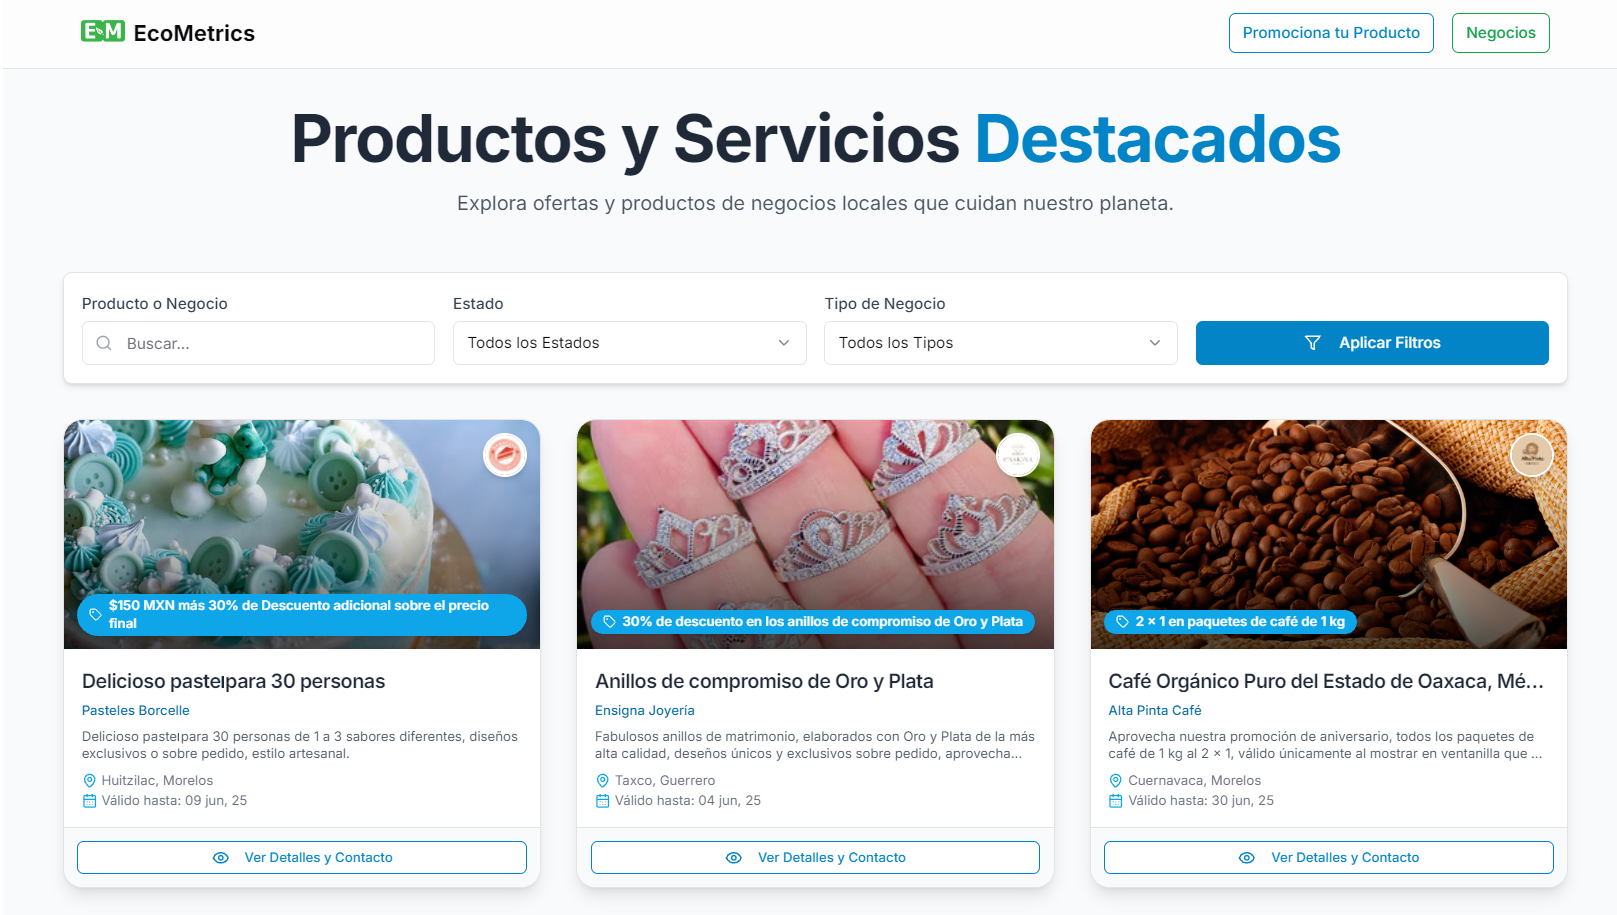 EM EcoMetrics
Promociona tu Producto
Negocios
Productos y Servicios Destacados
Explora ofertas y productos de negocios locales que cuidan nuestro planeta.
Producto o Negocio
Estado
Tipo de Negocio
Buscar...
Todos los Estados
Todos los Tipos
Aplicar Filtros
$150 MXN más 30% de Descuento adicional sobre el precio
final
Delicioso pastelpara 30 personas
Pasteles Borcelle
Delicioso pastelpara 30 personas de 1 a 3 sabores diferentes, diseños
exclusivos o sobre pedido, estilo artesanal.
Huitzilac, Morelos
Válido hasta: 09 jun, 25
Ver Detalles y Contacto
30% de descuento en los anillos de compromiso de Oro y Plata
Anillos de compromiso de Oro y Plata
Ensigna Joyería
Fabulosos anillos de matrimonio, elaborados con Oro y Plata de la más
alta calidad, deseños únicos y exclusivos sobre pedido, aprovecha...
Taxco, Guerrero
Válido hasta: 04 jun, 25
Ver Detalles y Contacto
2 x 1 en paquetes de café de 1 kg
Café Orgánico Puro del Estado de Oaxaca, Mé...
Alta Pinta Café
Aprovecha nuestra promoción de aniversario, todos los paquetes de
café de 1 kg al 2 x 1, válido únicamente al mostrar en ventanilla que ...
Cuernavaca, Morelos
Válido hasta: 30 jun, 25
Ver Detalles y Contacto